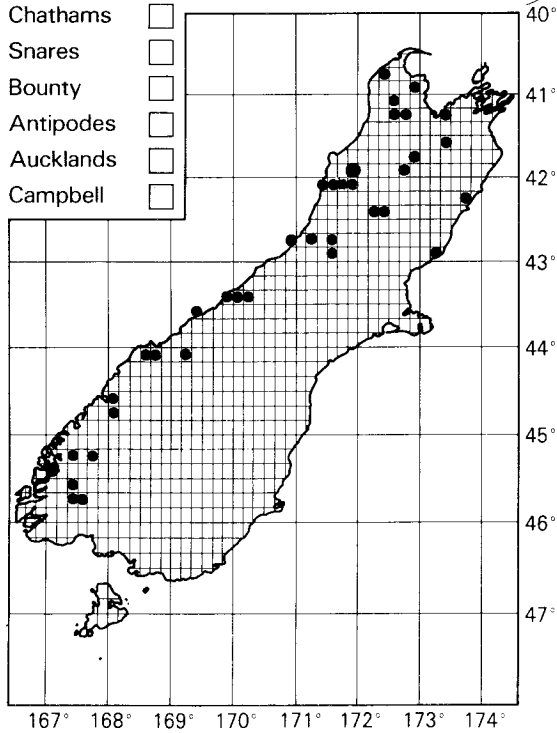 Chathams
Snares
Bounty
Antipodes
Aucklands
Campbell
40°
41°
42°
43°
44°
45°
46°
47°
167° 168° 169° 170° 171° 172° 173° 174°